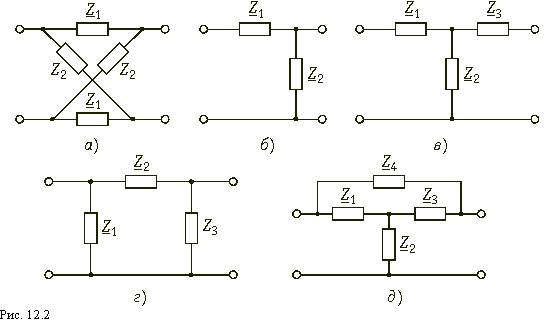 Z1 Z1 Z1 Z3
Z2 Z2 Z2 Z2
Z1
а) б) в)
Z2 Z4
Z1 Z3 Z1 Z3
Z2
г) д)
Рис. 12.2